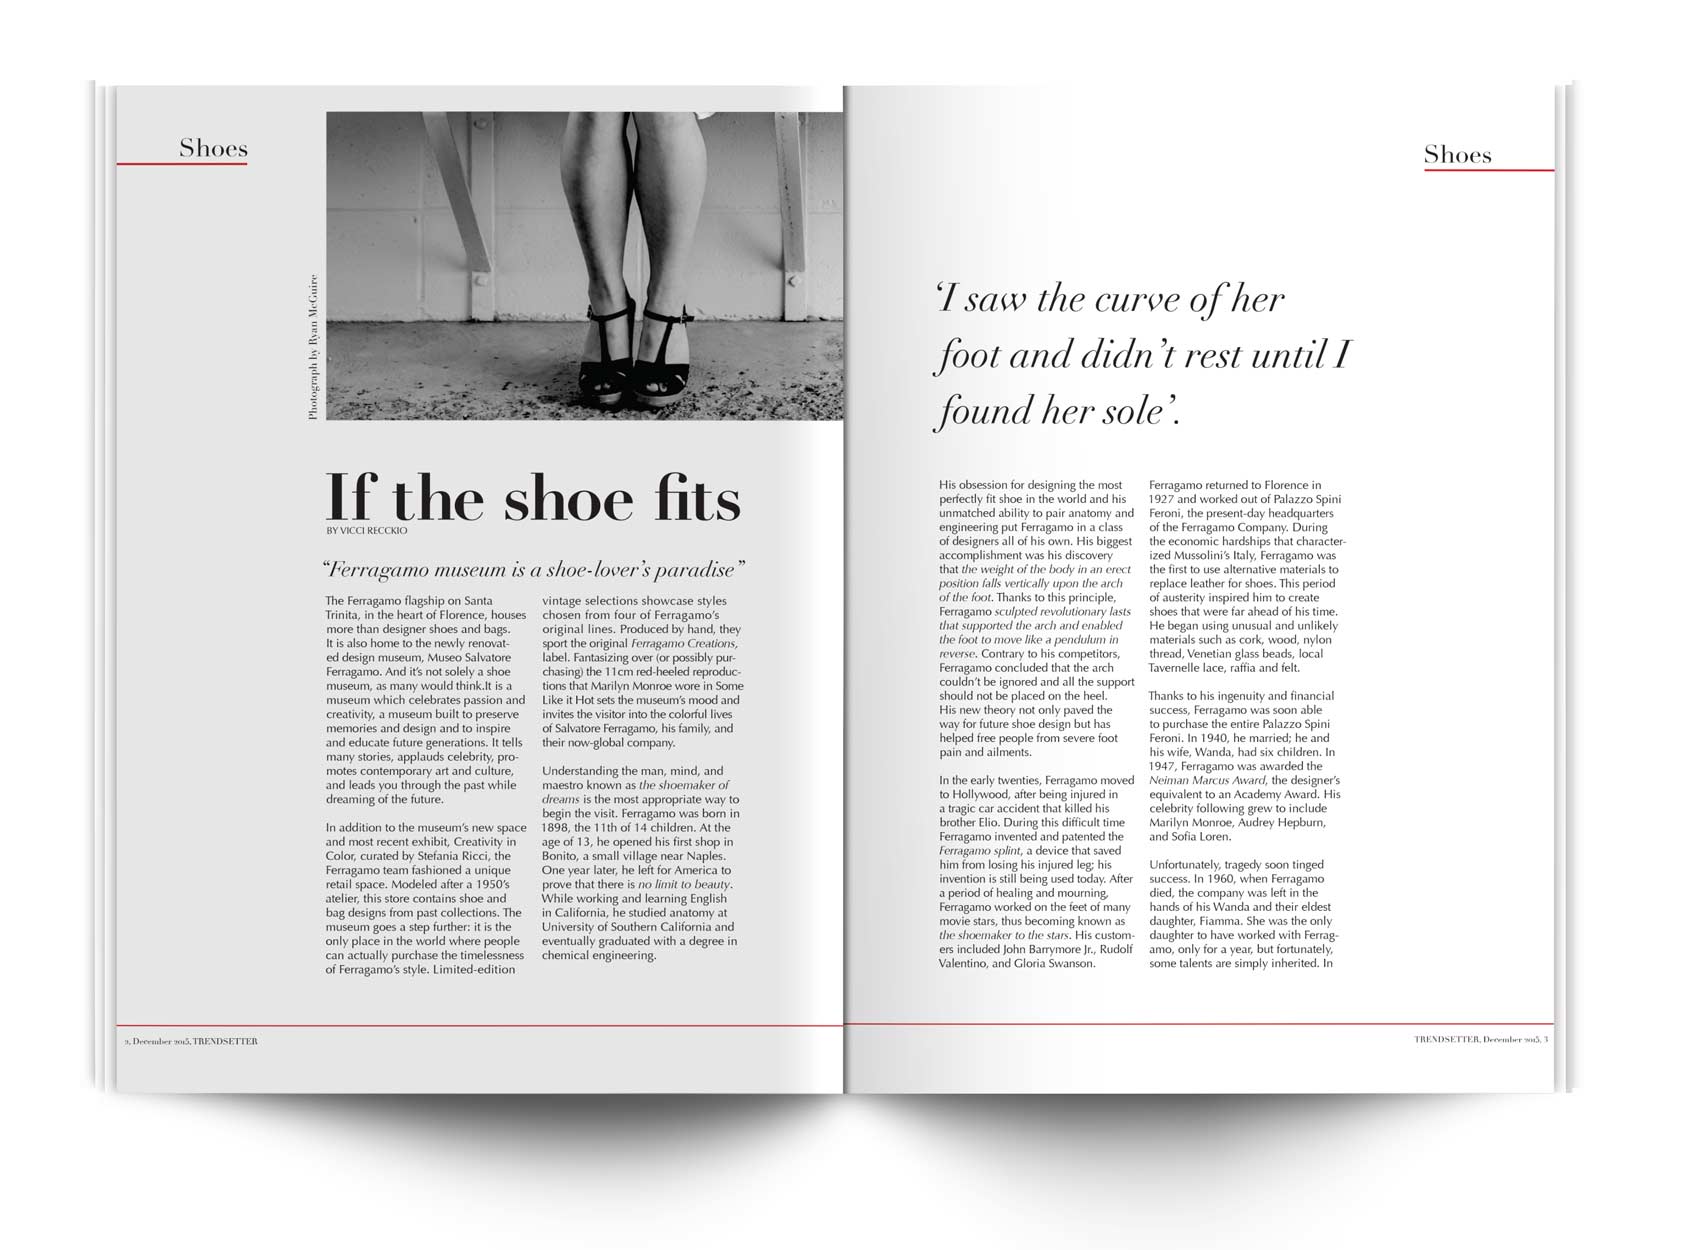 Shoes
Photograph by Ryan McGuire
If the shoe fits
BY VICCI RECCKIO
“Ferragamo museum is a shoe-lover’s paradise”
The Ferragamo flagship on Santa
Trinita, in the heart of Florence, houses
more than designer shoes and bags.
It is also home to the newly renovat-
ed design museum, Museo Salvatore
Ferragamo. And it’s not solely a shoe
museum, as many would think.It is a
museum which celebrates passion and
creativity, a museum built to preserve
memories and design and to inspire
and educate future generations. It tells
many stories, applauds celebrity, pro-
motes contemporary art and culture,
and leads you through the past while
dreaming of the future.
In addition to the museum’s new space
and most recent exhibit, Creativity in
Color, curated by Stefania Ricci, the
Ferragamo team fashioned a unique
retail space. Modeled after a 1950’s
atelier, this store contains shoe and
bag designs from past collections. The
museum goes a step further: it is the
only place in the world where people
can actually purchase the timelessness
of Ferragamo’s style. Limited-edition
vintage selections showcase styles
chosen from four of Ferragamo’s
original lines. Produced by hand, they
sport the original Ferragamo Creations,
label. Fantasizing over (or possibly pur-
chasing) the 11cm red-heeled reproduc-
tions that Marilyn Monroe wore in Some
Like it Hot sets the museum’s mood and
invites the visitor into the colorful lives
of Salvatore Ferragamo, his family, and
their now-global company.
Understanding the man, mind, and
maestro known as the shoemaker of
dreams is the most appropriate way to
begin the visit. Ferragamo was born in
1898, the 11th of 14 children. At the
age of 13, he opened his first shop in
Bonito, a small village near Naples.
One year later, he left for America to
prove that there is no limit to beauty.
While working and learning English
in California, he studied anatomy at
University of Southern California and
eventually graduated with a degree in
chemical engineering.
2, December 2015, TRENDSETTER
Shoes
‘I saw the curve of her
foot and didn’t rest until I
found her sole’.
His obsession for designing the most
perfectly fit shoe in the world and his
unmatched ability to pair anatomy and
engineering put Ferragamo in a class
of designers all of his own. His biggest
accomplishment was his discovery
that the weight of the body in an erect
position falls vertically upon the arch
of the foot. Thanks to this principle,
Ferragamo sculpted revolutionary lasts
that supported the arch and enabled
the foot to move like a pendulum in
reverse. Contrary to his competitors,
Ferragamo concluded that the arch
couldn’t be ignored and all the support
should not be placed on the heel.
His new theory not only paved the
way for future shoe design but has
helped free people from severe foot
pain and ailments.
In the early twenties, Ferragamo moved
to Hollywood, after being injured in
a tragic car accident that killed his
brother Elio. During this difficult time
Ferragamo invented and patented the
Ferragamo splint, a device that saved
him from losing his injured leg; his
invention is still being used today. After
a period of healing and mourning,
Ferragamo worked on the feet of many
movie stars, thus becoming known as
the shoemaker to the stars. His custom-
ers included John Barrymore Jr., Rudolf
Valentino, and Gloria Swanson.
Ferragamo returned to Florence in
1927 and worked out of Palazzo Spini
Feroni, the present-day headquarters
of the Ferragamo Company. During
the economic hardships that character-
ized Mussolini’s Italy, Ferragamo was
the first to use alternative materials to
replace leather for shoes. This period
of austerity inspired him to create
shoes that were far ahead of his time.
He began using unusual and unlikely
materials such as cork, wood, nylon
thread, Venetian glass beads, local
Tavernelle lace, raffia and felt.
Thanks to his ingenuity and financial
success, Ferragamo was soon able
to purchase the entire Palazzo Spini
Feroni. In 1940, he married; he and
his wife, Wanda, had six children. In
1947, Ferragamo was awarded the
Neiman Marcus Award, the designer’s
equivalent to an Academy Award. His
celebrity following grew to include
Marilyn Monroe, Audrey Hepburn,
and Sofia Loren.
Unfortunately, tragedy soon tinged
success. In 1960, when Ferragamo
died, the company was left in the
hands of his Wanda and their eldest
daughter, Fiamma. She was the only
daughter to have worked with Ferrag-
amo, only for a year, but fortunately,
some talents are simply inherited. In
TRENDSETTER, December 2015, 3